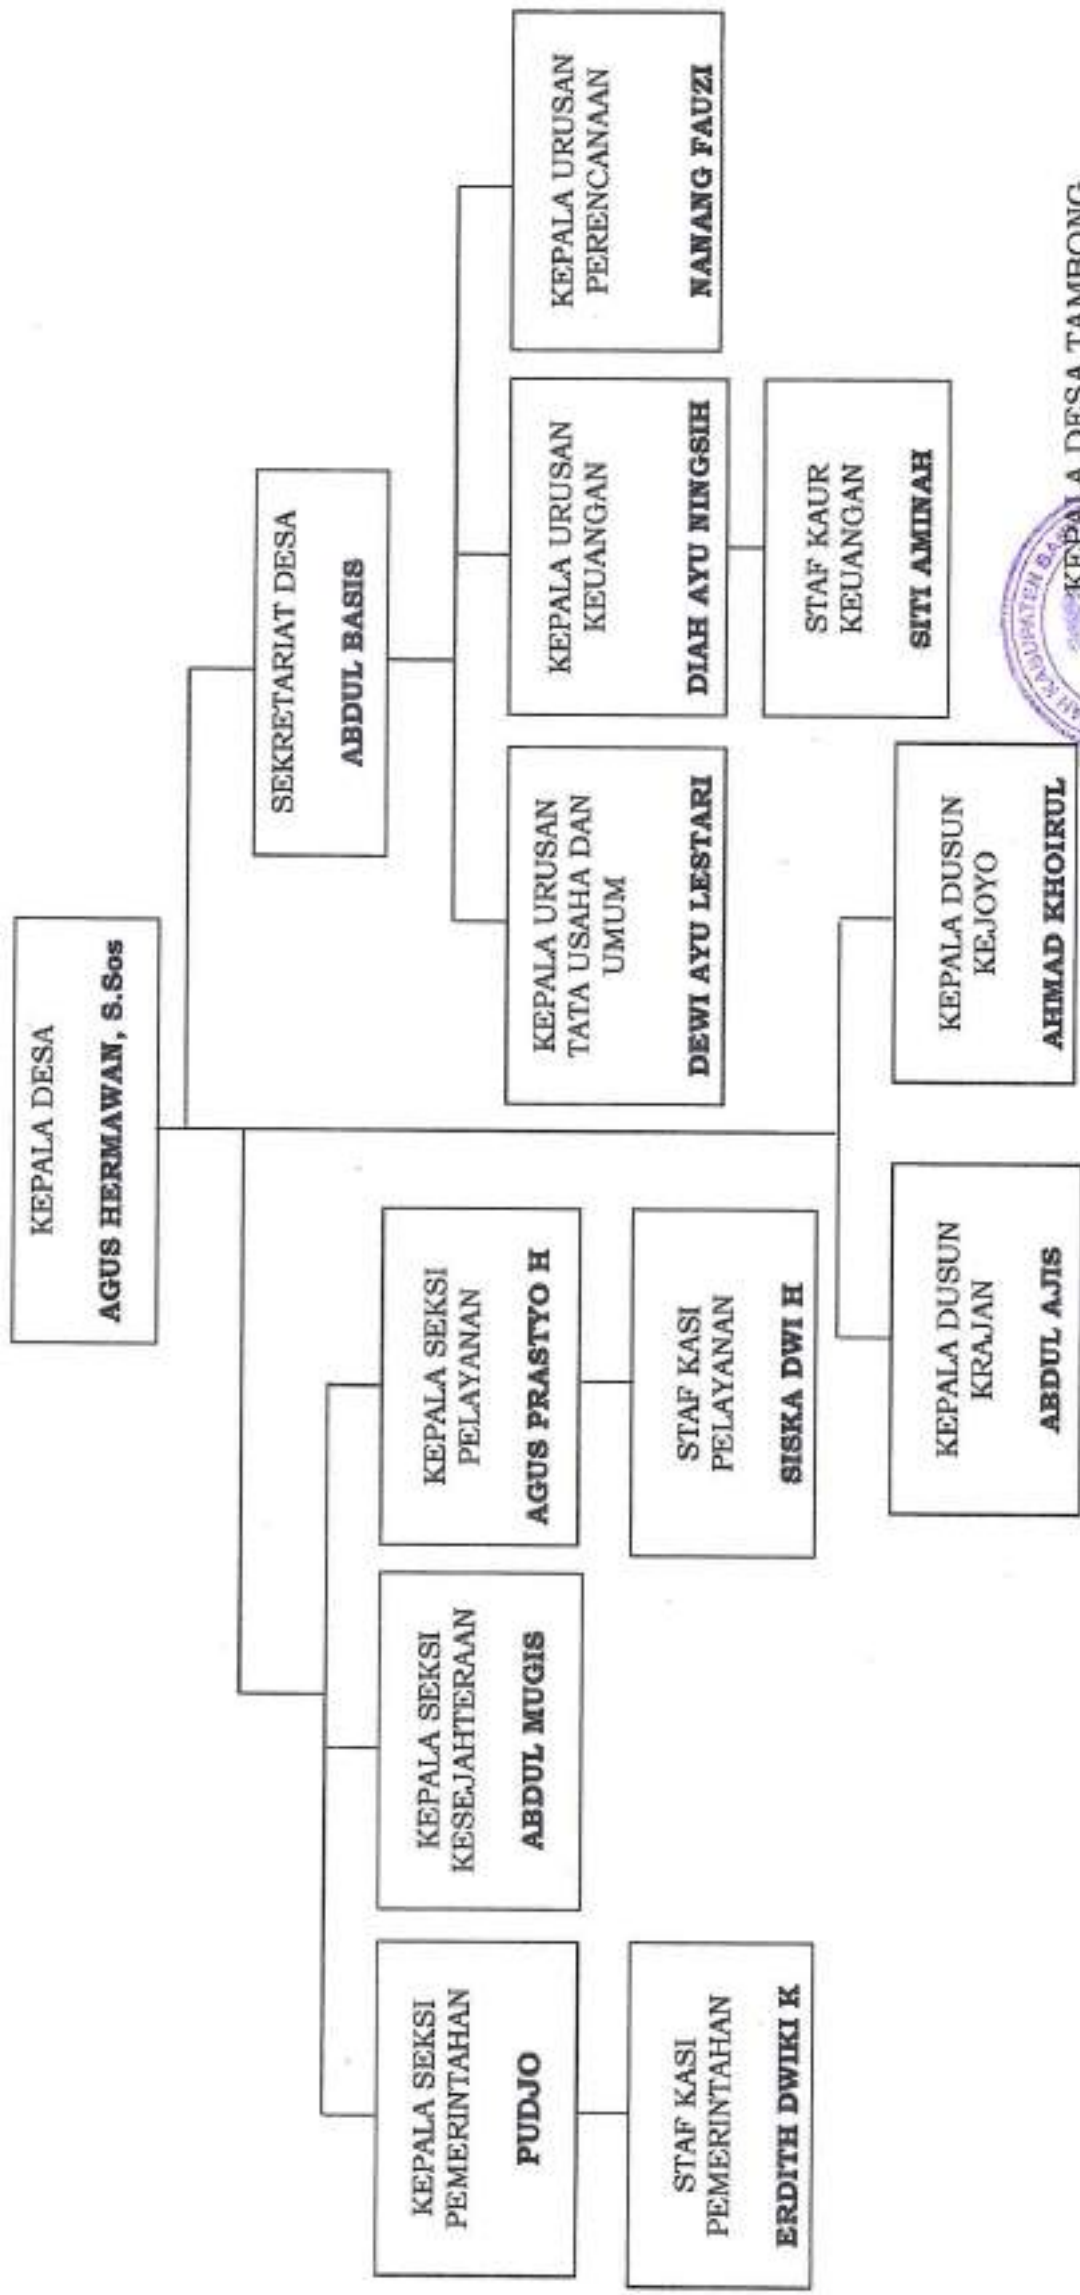 KEPALA DESA
AGUS HERMAWAN, S.Sos
SEKRETARIAT DESA
ABDUL BASIS
KEPALA SEKSI
PEMERINTAHAN
PUDJO
KEPALA SEKSI
KESEJAHTERAAN
ABDUL MUGIS
KEPALA SEKSI
PELAYANAN
AGUS PRASTYO H
KEPALA URUSAN
TATA USAHA DAN
UMUM
DEWI AYU LESTARI
KEPALA URUSAN
KEUANGAN
DIAH AYU NINGSIH
KEPALA URUSAN
PERENCANAAN
NANANG FAUZI
STAF KASI
PEMERINTAHAN
ERDITH DWIKI K
STAF KASI
PELAYANAN
SISKA DWI H
STAF KAUR
KEUANGAN
SITI AMINAH
KEPALA DUSUN
KRAJAN
ABDUL AJIS
KEPALA DUSUN
KEJOYO
AHMAD KHOIRUL
KABUPATEN
KEPALA DESA TAMBONG